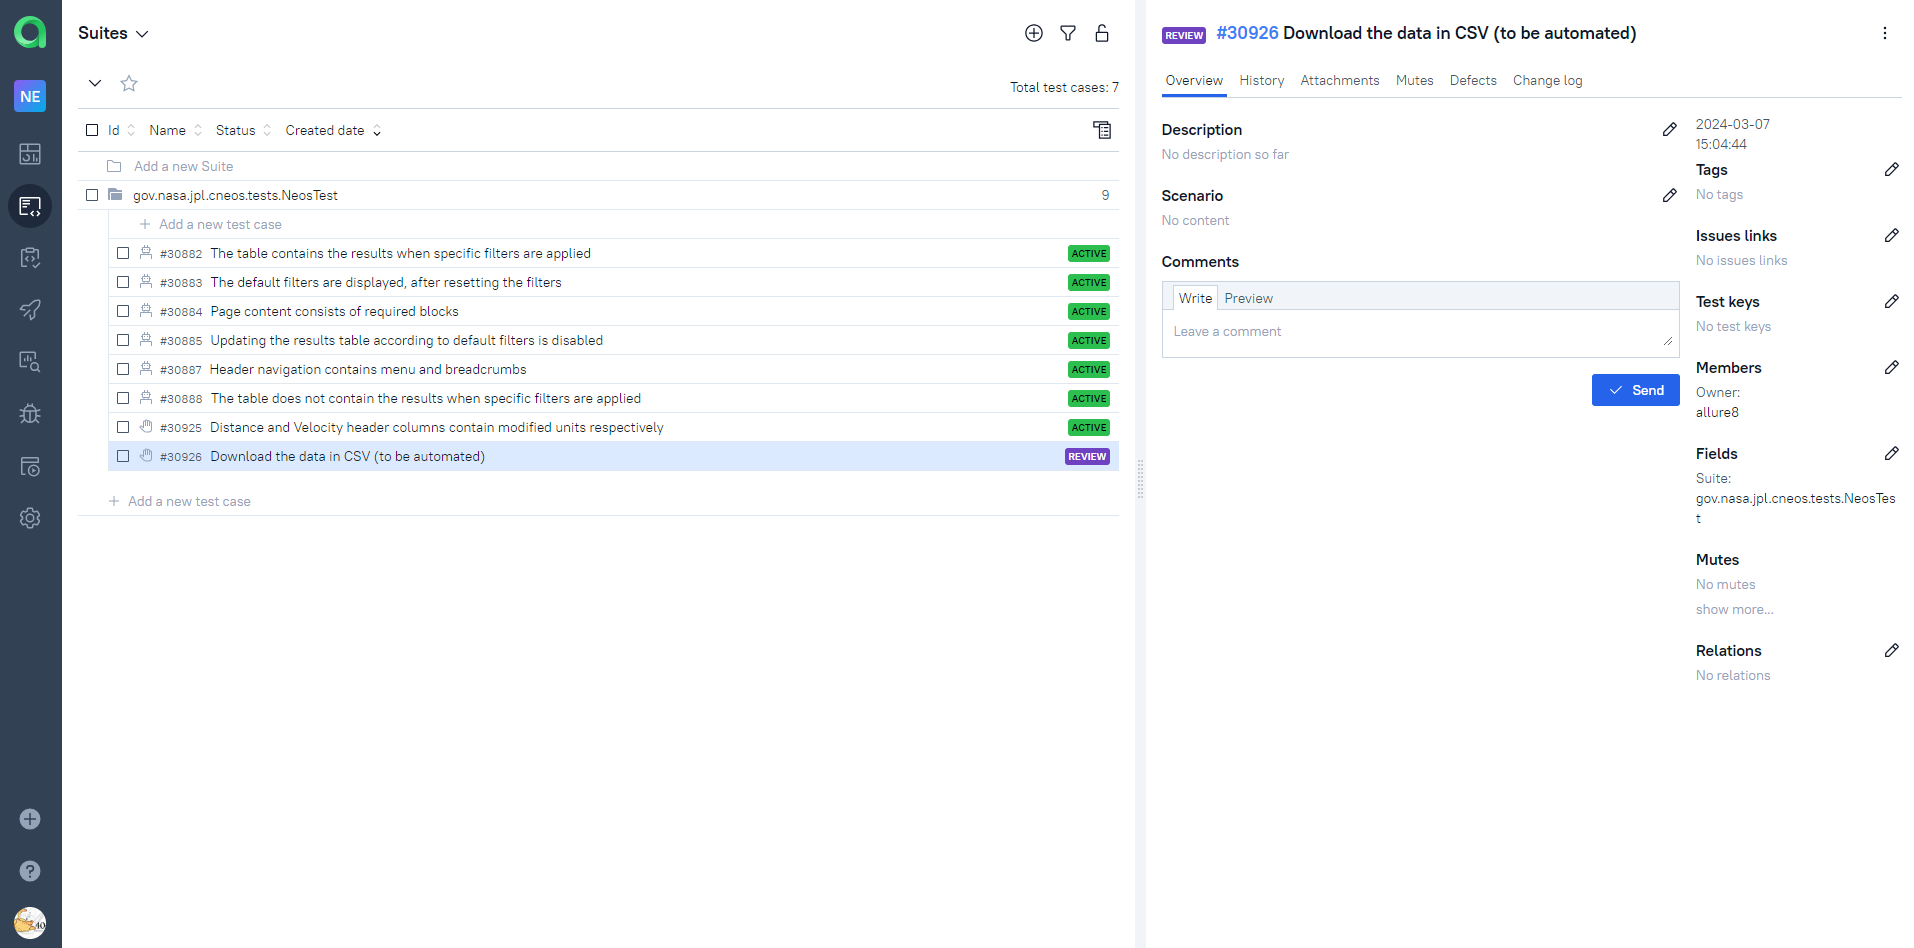 NE
Suites
Total test cases: 7
Id Name Status Created date
Add a new Suite
gov.nasa.jpl.cneos.tests.NeosTest 9
Add a new test case
#30882 The table contains the results when specific filters are applied ACTIVE
#30883 The default filters are displayed, after resetting the filters ACTIVE
#30884 Page content consists of required blocks ACTIVE
#30885 Updating the results table according to default filters is disabled ACTIVE
#30887 Header navigation contains menu and breadcrumbs ACTIVE
#30888 The table does not contain the results when specific filters are applied ACTIVE
#30925 Distance and Velocity header columns contain modified units respectively ACTIVE
#30926 Download the data in CSV (to be automated) REVIEW
Add a new test case
REVIEW #30926 Download the data in CSV (to be automated)
Overview History Attachments Mutes Defects Change log
Description
No description so far
Scenario
No content
Comments
Write Preview
Leave a comment
Send
2024-03-07
15:04:44
Tags
No tags
Issues links
No issues links
Test keys
No test keys
Members
Owner:
allure8
Fields
Suite:
gov.nasa.jpl.cneos.tests.NeosTes
t
Mutes
No mutes
show more...
Relations
No relations